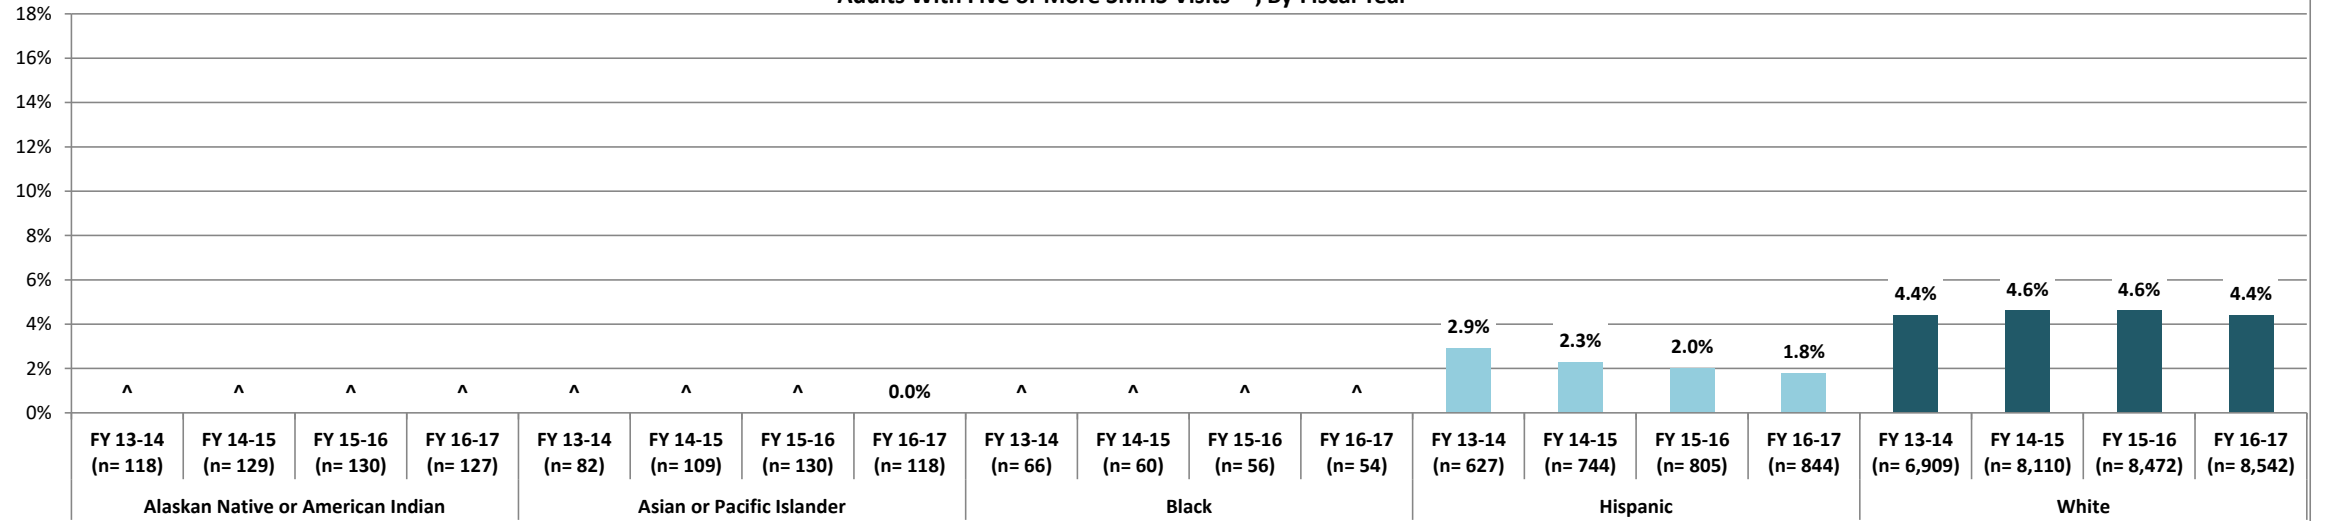 18%
16%
14%
12%
10%
8%
6%
4%
2%
0%
^ ^ ^ ^ ^ ^ ^ 0.0% ^ ^ ^ ^ 2.9% 2.3% 2.0% 1.8% 4.4% 4.6% 4.6% 4.4%
FY 13-14 FY 14-15 FY 15-16 FY 16-17 FY 13-14 FY 14-15 FY 15-16 FY 16-17 FY 13-14 FY 14-15 FY 15-16 FY 16-17 FY 13-14 FY 14-15 FY 15-16 FY 16-17 FY 13-14 FY 14-15 FY 15-16 FY 16-17
(n= 118) (n= 129) (n= 130) (n= 127) (n= 82) (n= 109) (n= 130) (n= 118) (n= 66) (n= 60) (n= 56) (n= 54) (n= 627) (n= 744) (n= 805) (n= 844) (n= 6,909) (n= 8,110) (n= 8,472) (n= 8,542)
Alaskan Native or American Indian Asian or Pacific Islander Black Hispanic White